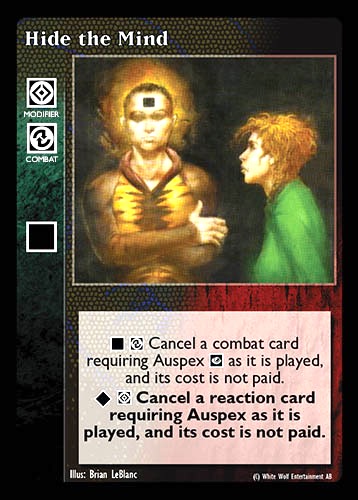 Hide the Mind
MODIFIER
COMBAT
Cancel a combat card
requiring Auspex as it is played,
and its cost is not paid.
Cancel a reaction card
requiring Auspex as it is
played, and its cost is not paid.
Illus: Brian LeBlanc
(C) White Wolf Entertainment AB